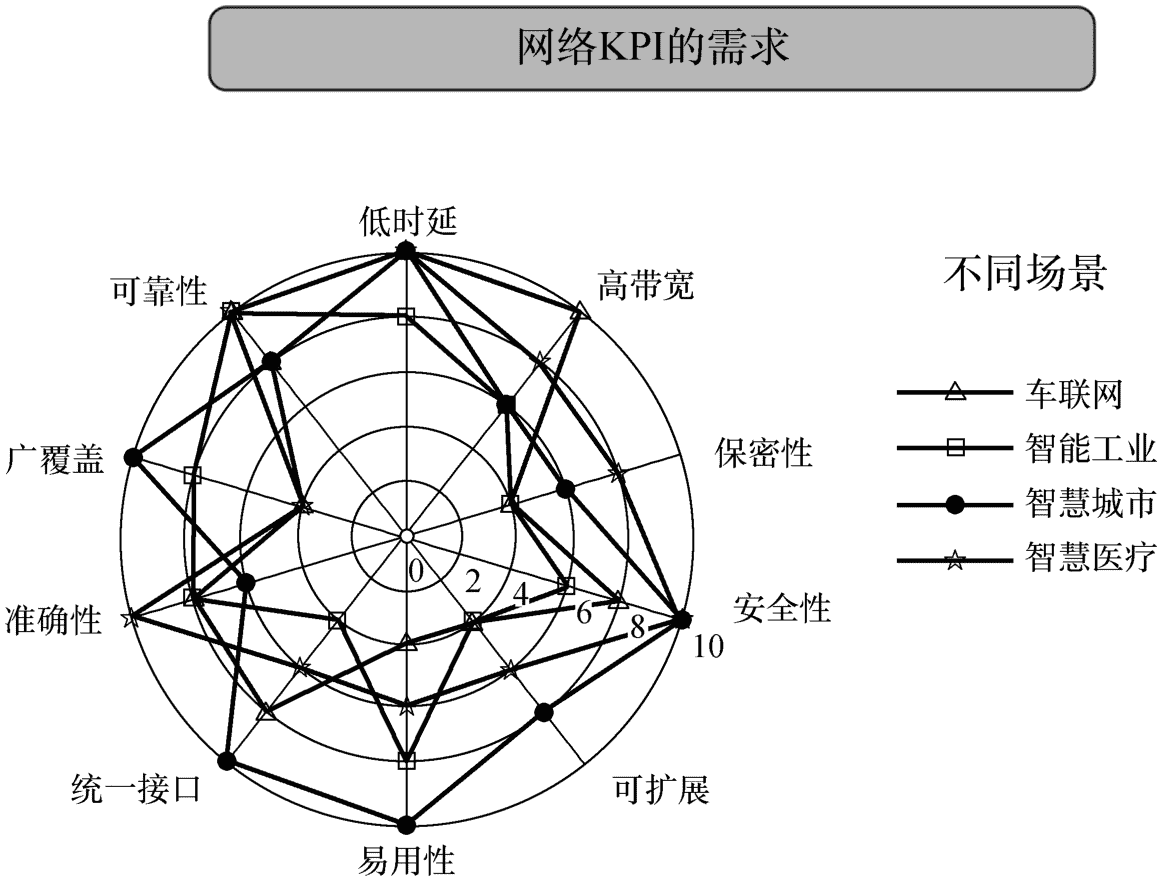 网络KPI的需求
低时延
可靠性
高带宽
不同场景
车联网
保密性
广覆盖
智能工业
智慧城市
智慧医疗
0
2
4
6
8
10
准确性
安全性
统一接口
可扩展
易用性